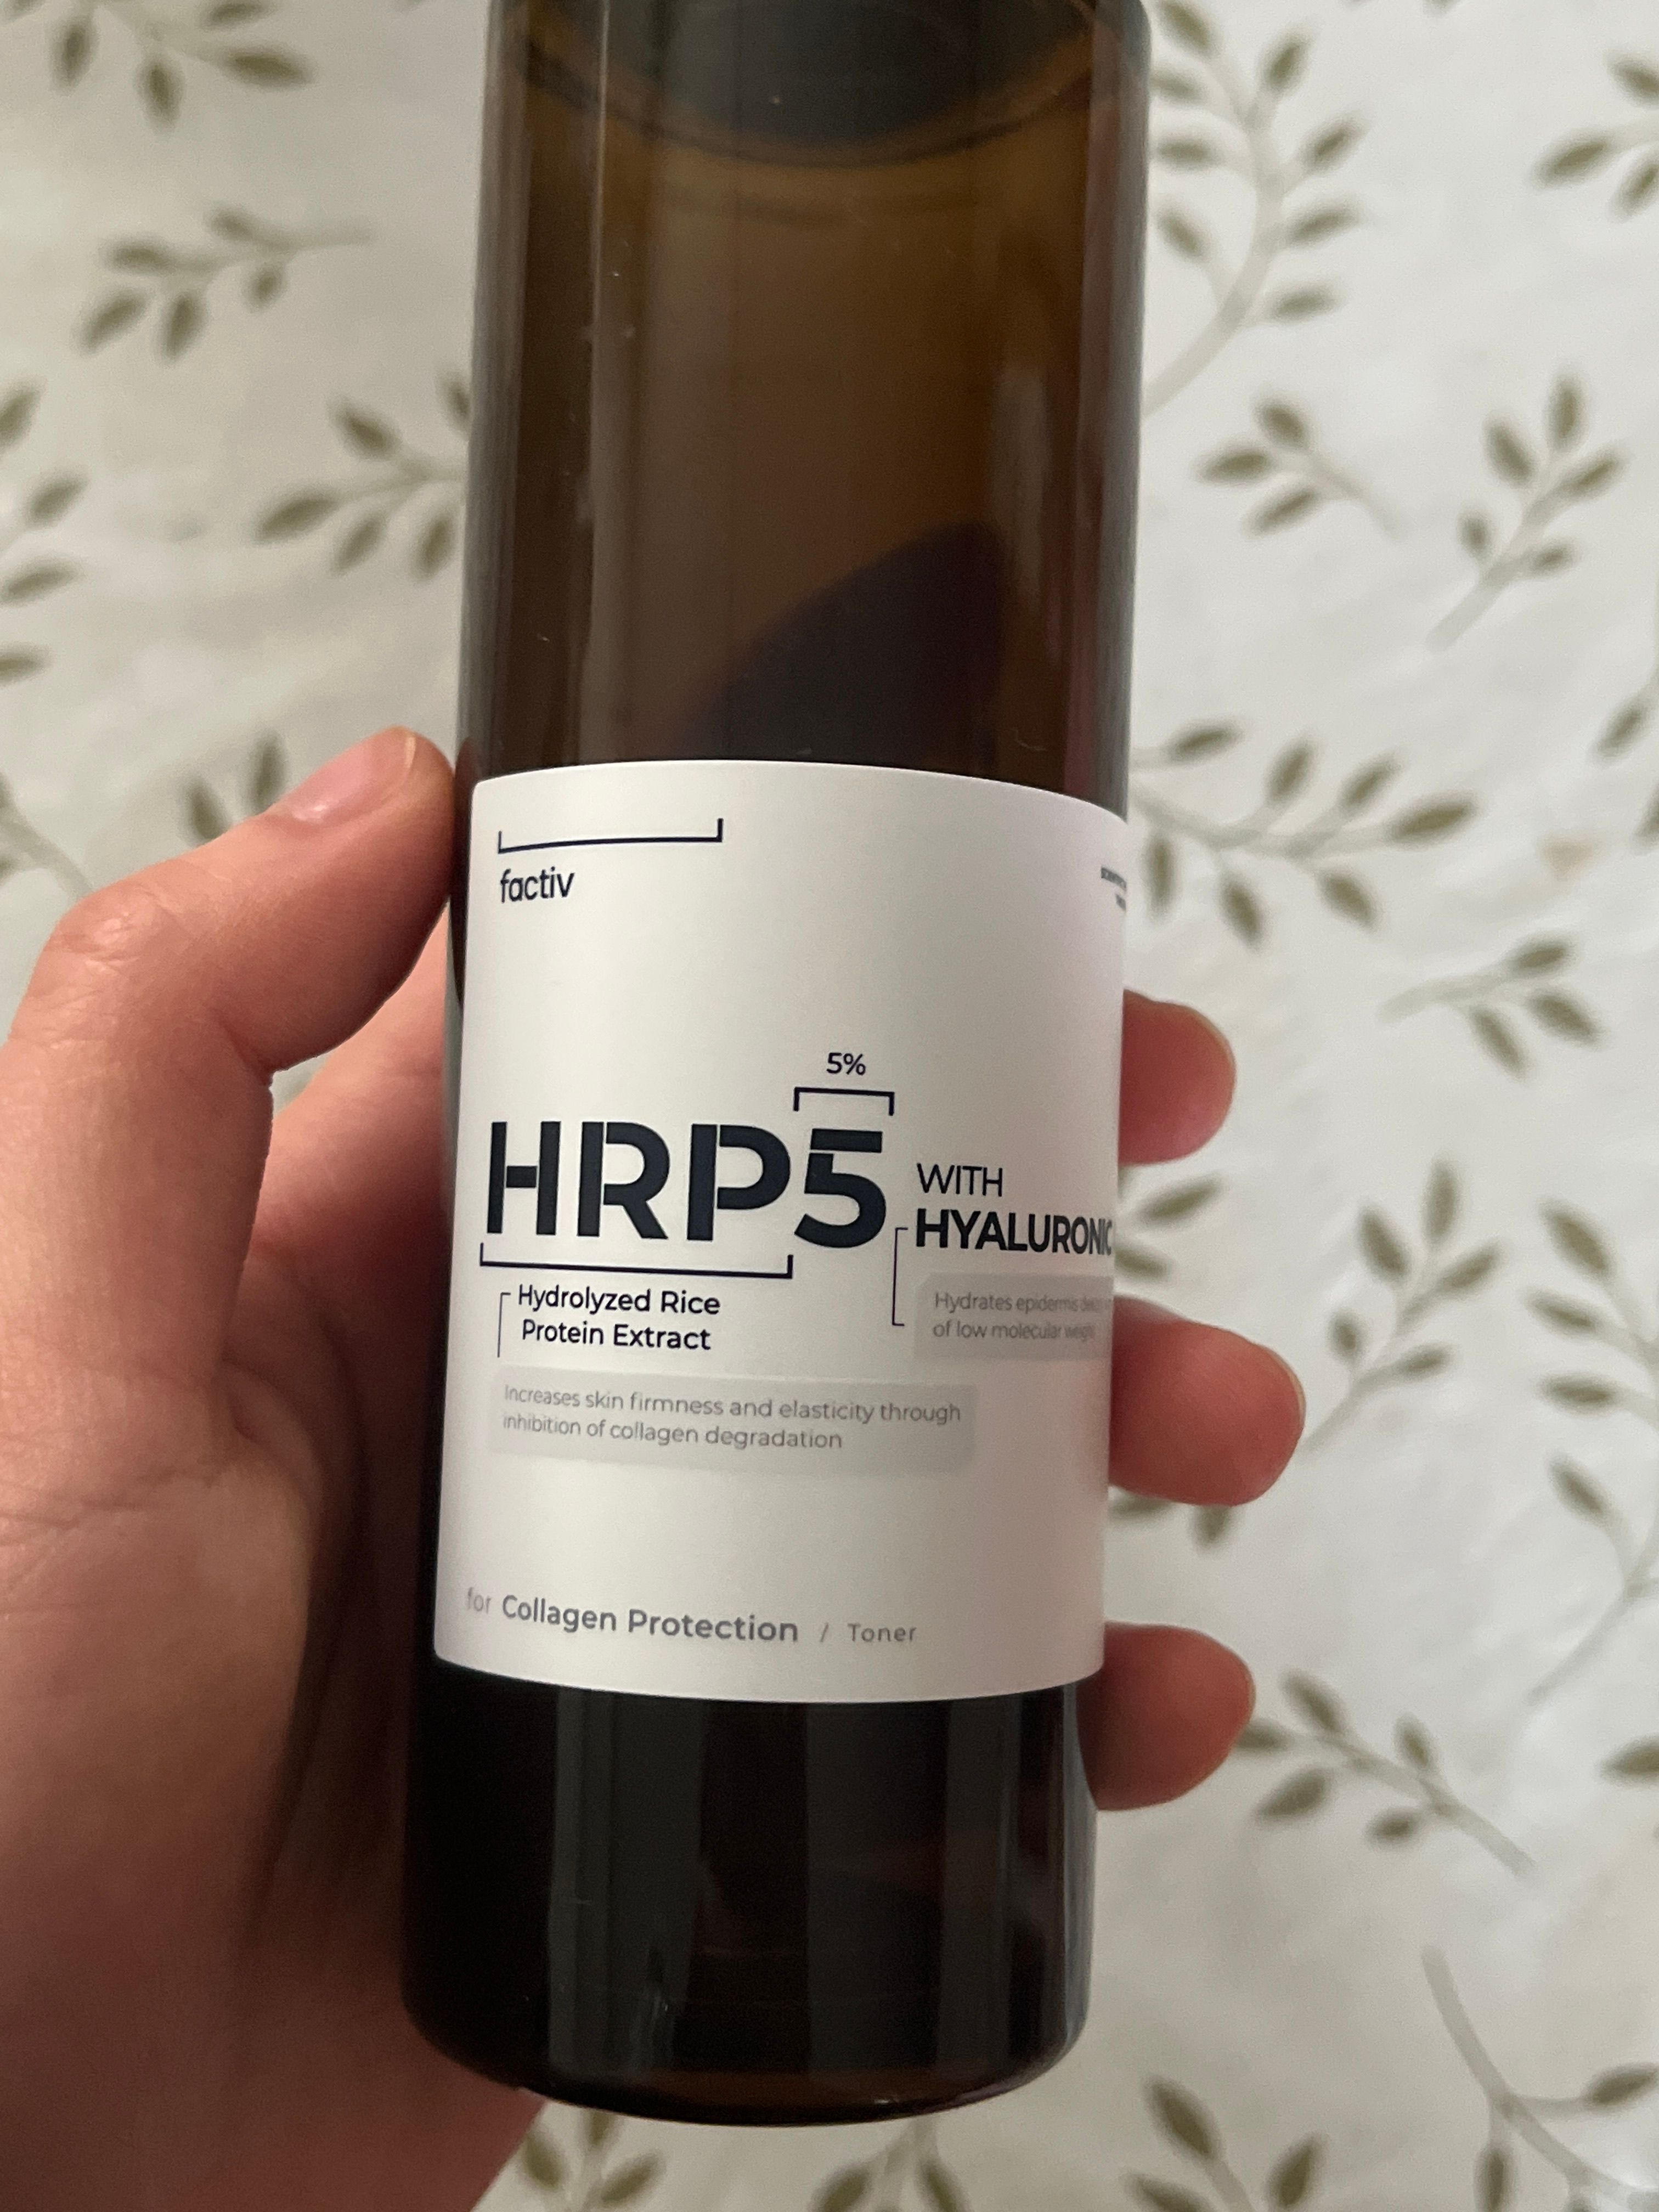 factiv
5%
HRP5
WITH
HYALURONIC
Hydrolyzed Rice
Protein Extract
Hydrates epidermis
of low molecular weight
Increases skin firmness and elasticity through
inhibition of collagen degradation
for Collagen Protection / Toner